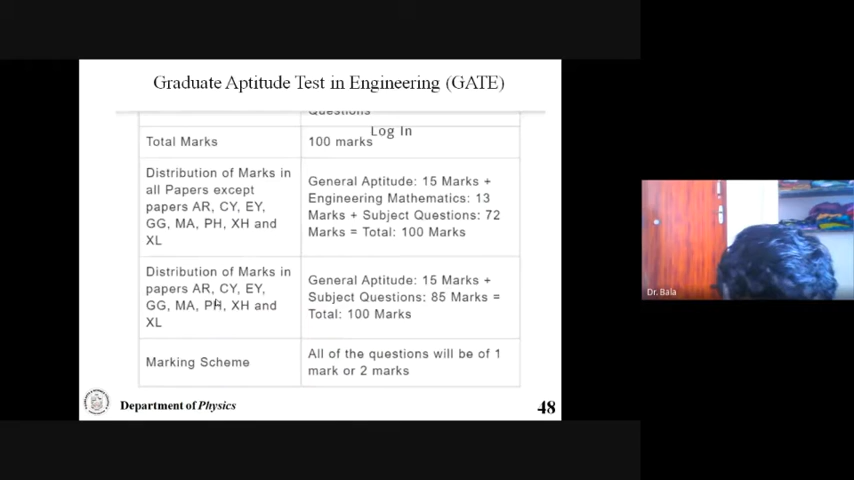 Graduate Aptitude Test in Engineering (GATE)
Questions
Log In
Total Marks
100 marks
Distribution of Marks in
all Papers except
papers AR, CY, EY,
GG, MA, PH, XH and
XL
General Aptitude: 15 Marks +
Engineering Mathematics: 13
Marks + Subject Questions: 72
Marks = Total: 100 Marks
Distribution of Marks in
papers AR, CY, EY,
GG, MA, PH, XH and
XL
General Aptitude: 15 Marks +
Subject Questions: 85 Marks =
Total: 100 Marks
Marking Scheme
All of the questions will be of 1
mark or 2 marks
Department of Physics
48
Dr. Bala